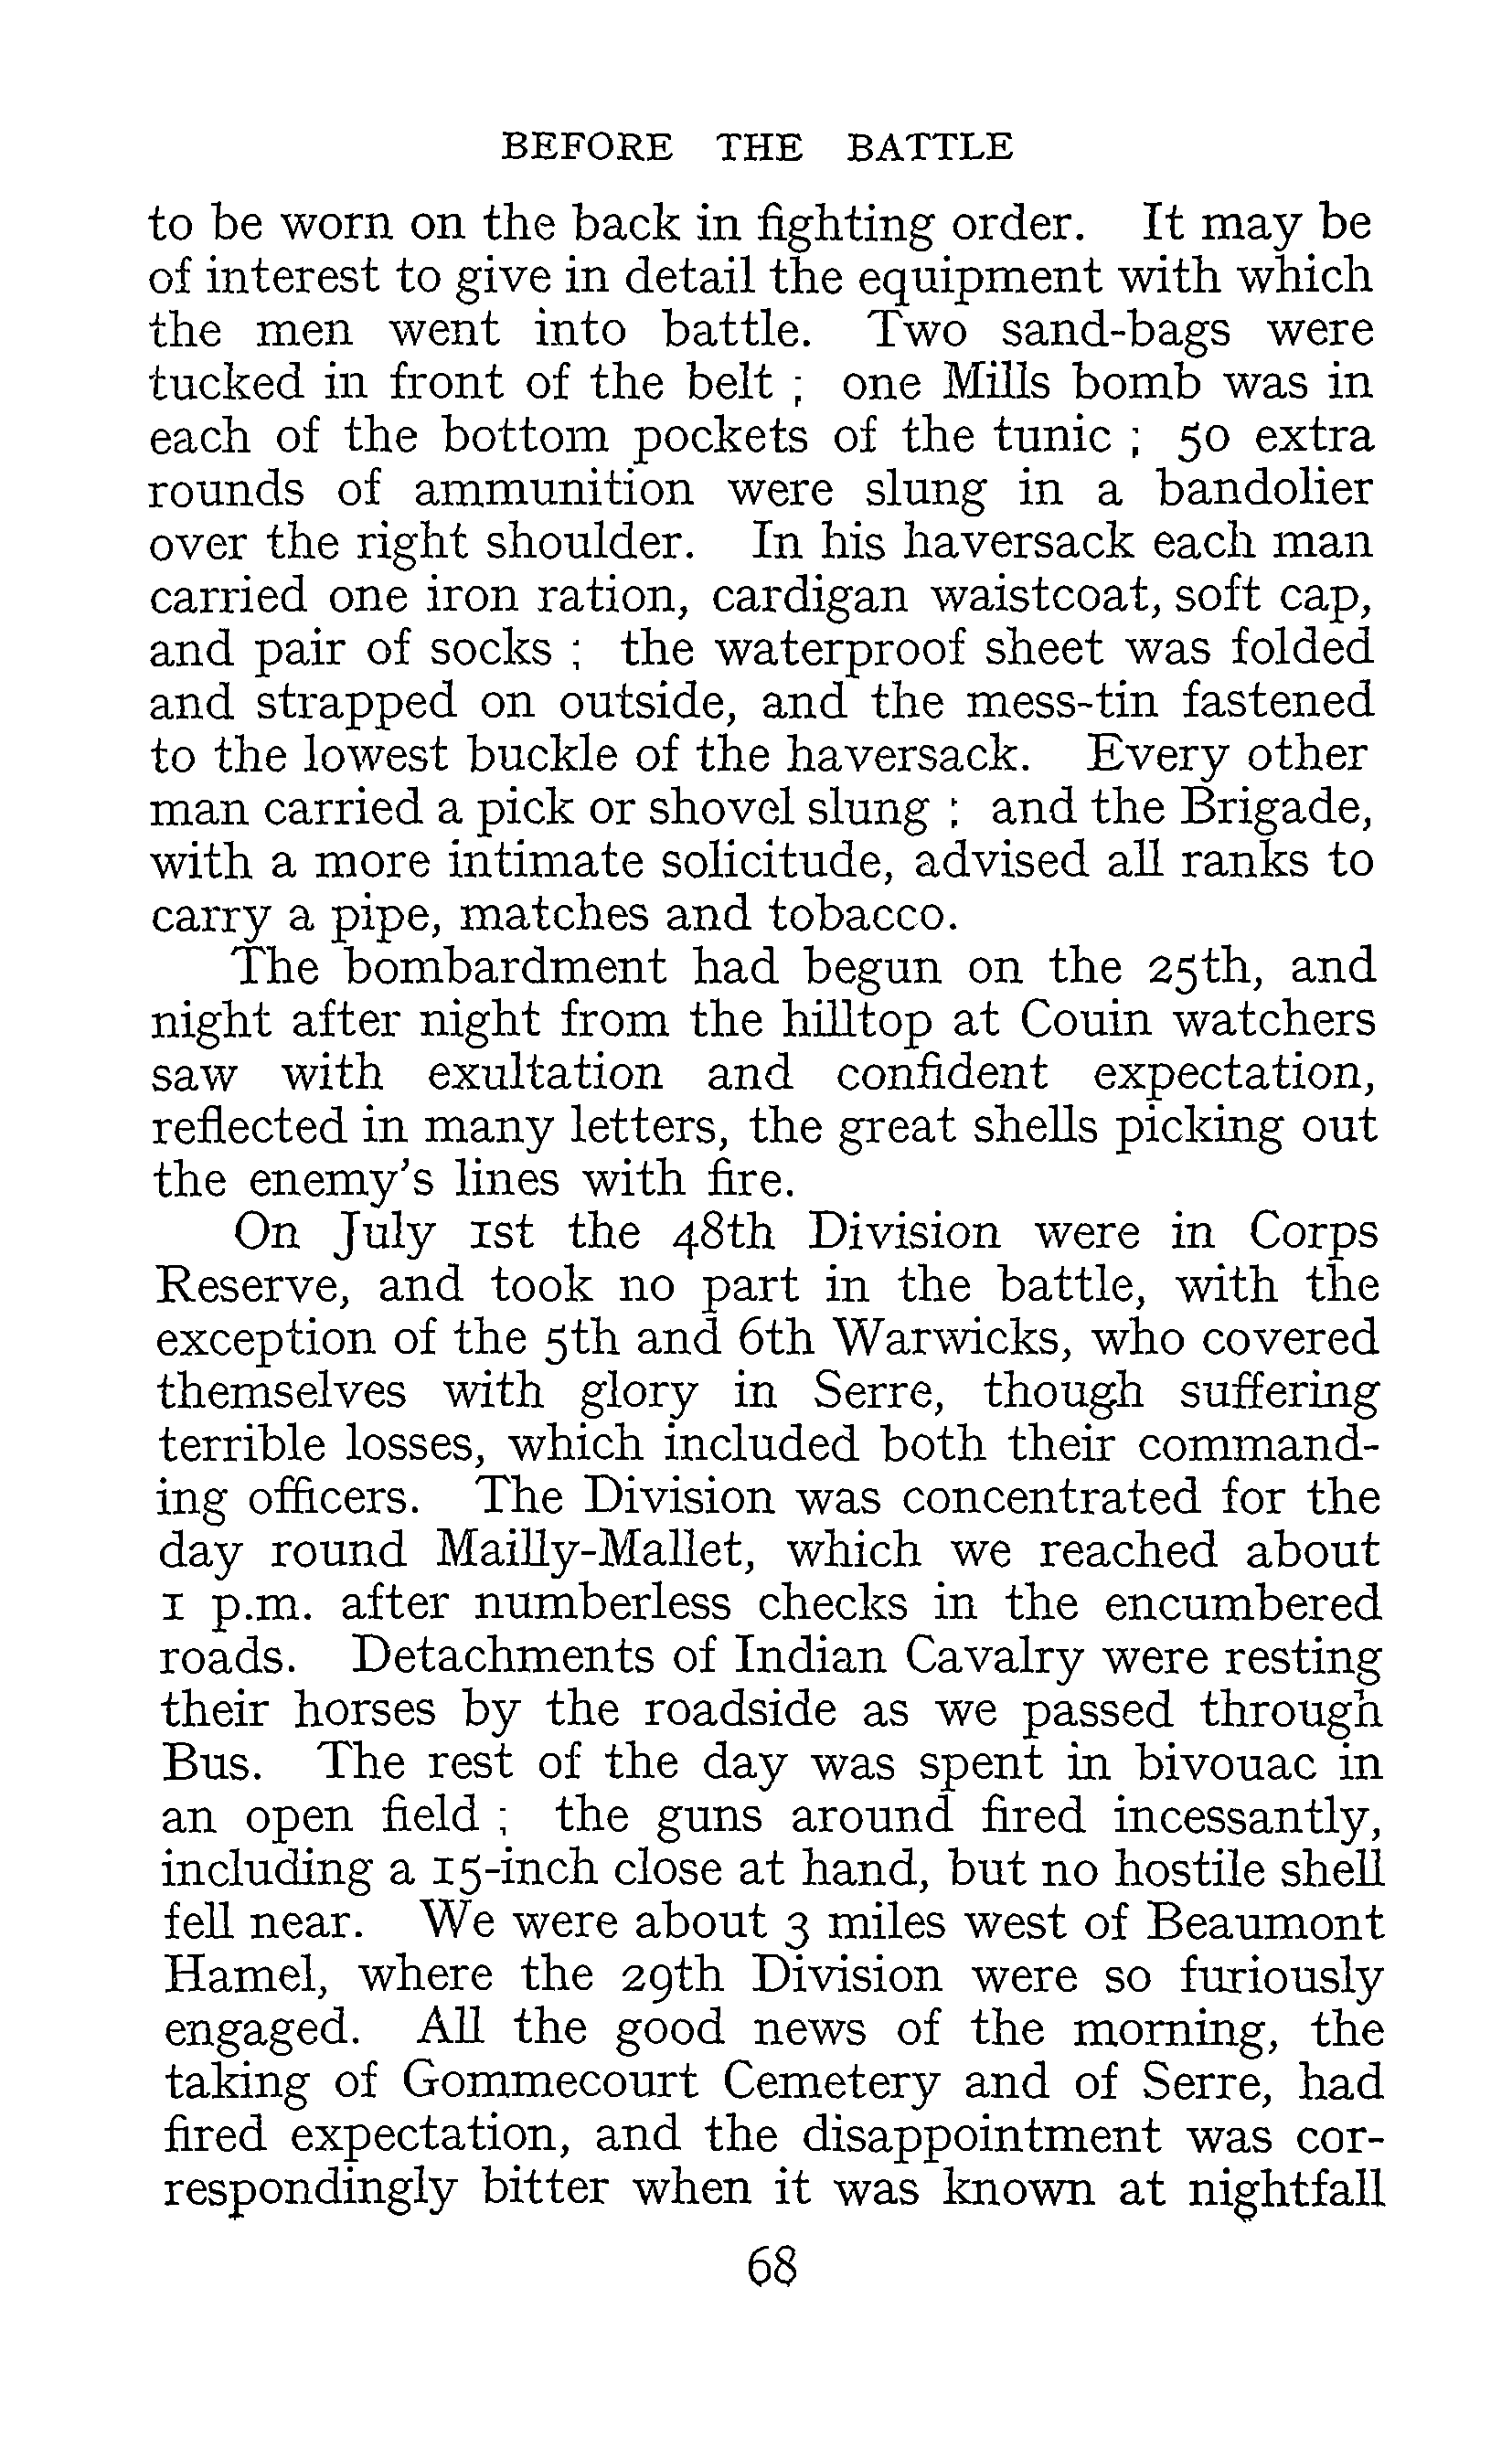 BEFORE THE BATTLE
to be worn on the back in fighting order. It may be
of interest to give in detail the equipment with which
the men went into battle. Two sand-bags were
tucked in front of the belt ; one Mills bomb was in
each of the bottom pockets of the tunic ; 50 extra
rounds of ammunition were slung in a bandolier
over the right shoulder. In his haversack each man
carried one iron ration, cardigan waistcoat, soft cap,
and pair of socks ; the waterproof sheet was folded
and strapped on outside, and the mess-tin fastened
to the lowest buckle of the haversack. Every other
man carried a pick or shovel slung ; and the Brigade,
with a more intimate solicitude, advised all ranks to
carry a pipe, matches and tobacco.
The bombardment had begun on the 25th, and
night after night from the hilltop at Couin watchers
saw with exultation and confident expectation,
reflected in many letters, the great shells picking out
the enemy's lines with fire.
On July 1st the 48th Division were in Corps
Reserve, and took no part in the battle, with the
exception of the 5th and 6th Warwicks, who covered
themselves with glory in Serre, though suffering
terrible losses, which included both their command-
ing officers. The Division was concentrated for the
day round Mailly-Mallet, which we reached about
1 p.m. after numberless checks in the encumbered
roads. Detachments of Indian Cavalry were resting
their horses by the roadside as we passed through
Bus. The rest of the day was spent in bivouac in
an open field ; the guns around fired incessantly,
including a 15-inch close at hand, but no hostile shell
fell near. We were about 3 miles west of Beaumont
Hamel, where the 29th Division were so furiously
engaged. All the good news of the morning, the
taking of Gommecourt Cemetery and of Serre, had
fired expectation, and the disappointment was cor-
respondingly bitter when it was known at nightfall
68